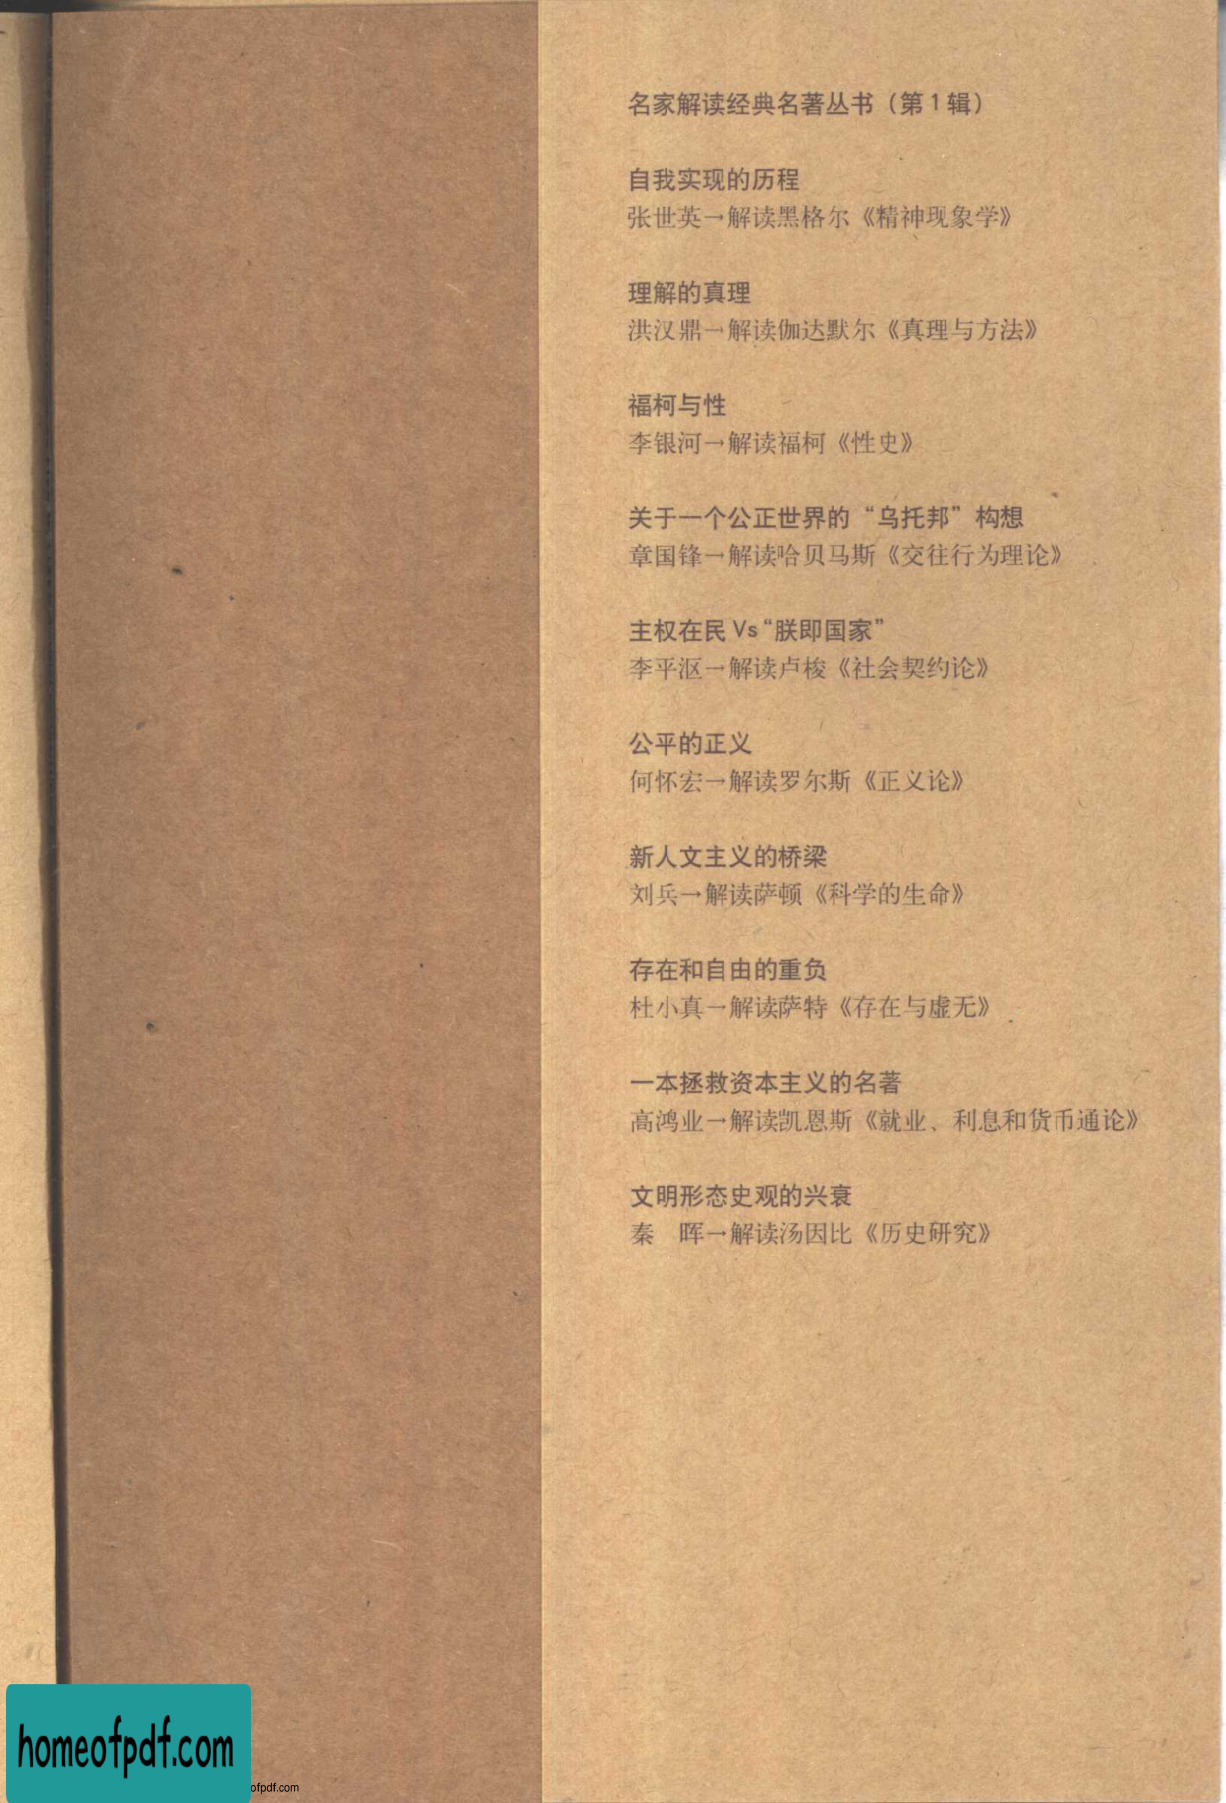 名家解读经典名著丛书（第1辑）
自我实现的历程
张世英→解读黑格尔《精神现象学》
理解的真理
洪汉鼎→解读伽达默尔《真理与方法》
福柯与性
李银河→解读福柯《性史》
关于一个公正世界的“乌托邦”构想
章国锋→解读哈贝马斯《交往行为理论》
主权在民 Vs“朕即国家”
李平沤→解读卢梭《社会契约论》
公平的正义
何怀宏→解读罗尔斯《正义论》
新人文主义的桥梁
刘兵→解读萨顿《科学的生命》
存在和自由的重负
杜小真→解读萨特《存在与虚无》
一本拯救资本主义的名著
高鸿业→解读凯恩斯《就业、利息和货币通论》
文明形态史观的兴衰
秦　晖→解读汤因比《历史研究》
homeofpdf.com
ofpdf.com